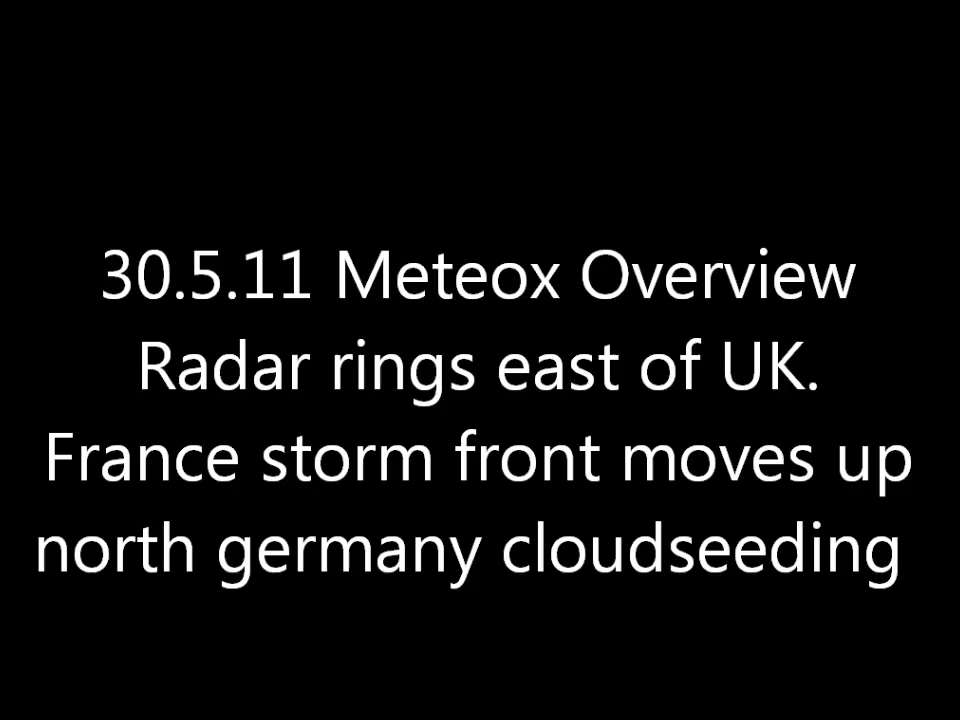 30.5.11 Meteox Overview
Radar rings east of UK.
France storm front moves up
north germany cloudseeding